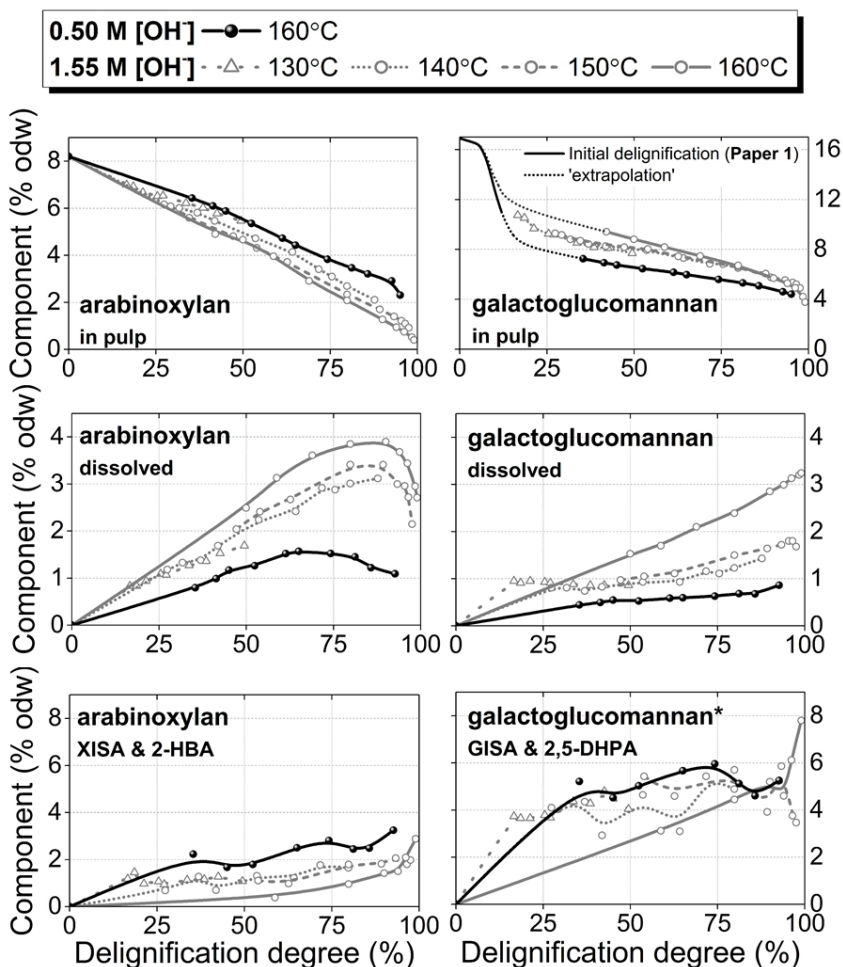 0.50 M [OH⁻] 160°C
1.55 M [OH⁻] 130°C 140°C 150°C 160°C
Component (% odw)
8
6
4
2
0
arabinoxylan
in pulp
0 25 50 75 100
Initial delignification (Paper 1)
'extrapolation'
16
12
8
4
0
galactoglucomannan
in pulp
0 25 50 75 100
Component (% odw)
4
3
2
1
0
arabinoxylan
dissolved
0 25 50 75 100
galactoglucomannan
dissolved
4
3
2
1
0
0 25 50 75 100
Component (% odw)
8
6
4
2
0
arabinoxylan
XISA & 2-HBA
0 25 50 75 100
Delignification degree (%)
galactoglucomannan*
GISA & 2,5-DHPA
8
6
4
2
0
0 25 50 75 100
Delignification degree (%)